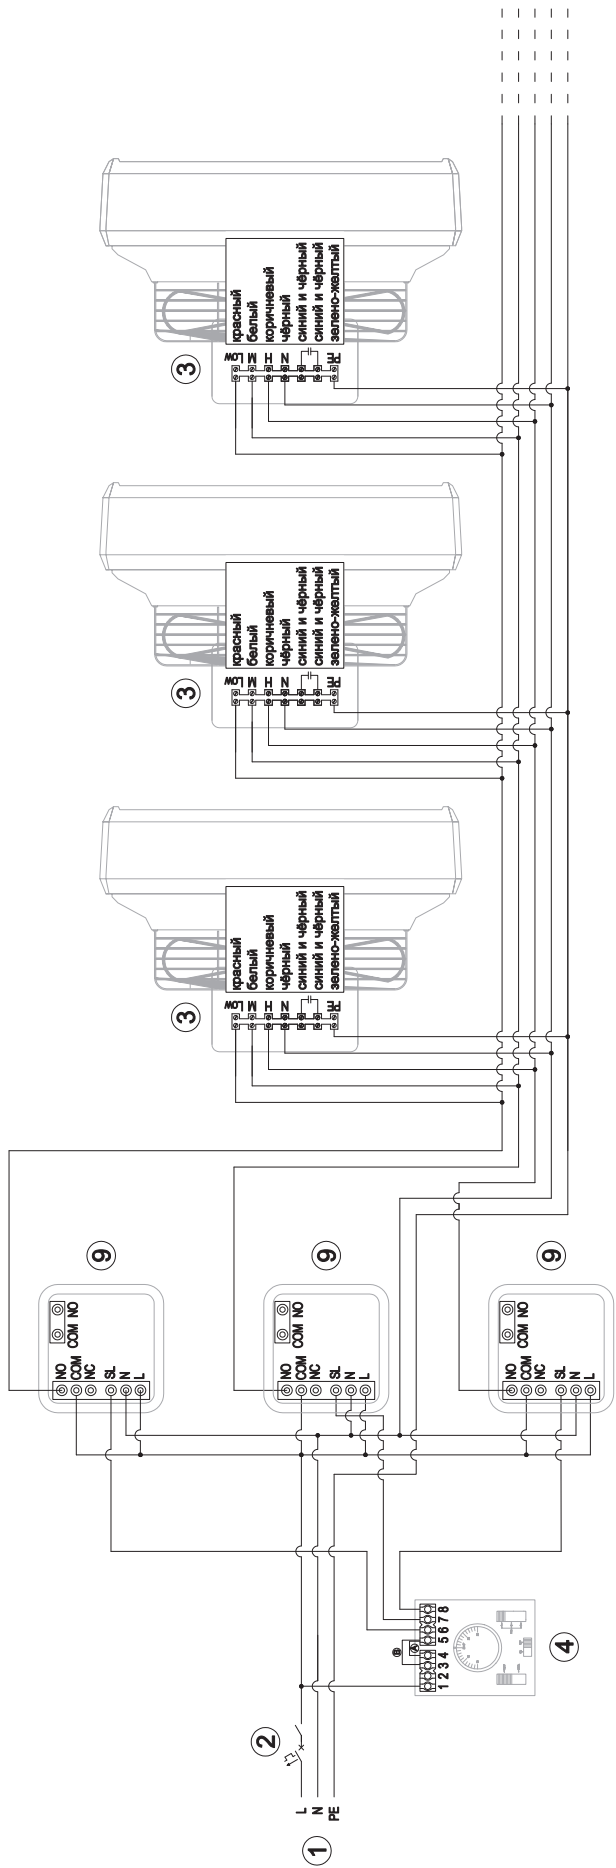 L
N
PE
1
2
4
1 2 3 4 5 6 7 8
A
B
NO
COM
NC
SL
N
L
COM NO
9
NO
COM
NC
SL
N
L
COM NO
9
NO
COM
NC
SL
N
L
COM NO
9
3
LOW
M
H
N
PE
красный
белый
коричневый
чёрный
синий и чёрный
синий и чёрный
зелено-желтый
3
LOW
M
H
N
PE
красный
белый
коричневый
чёрный
синий и чёрный
синий и чёрный
зелено-желтый
3
LOW
M
H
N
PE
красный
белый
коричневый
чёрный
синий и чёрный
синий и чёрный
зелено-желтый